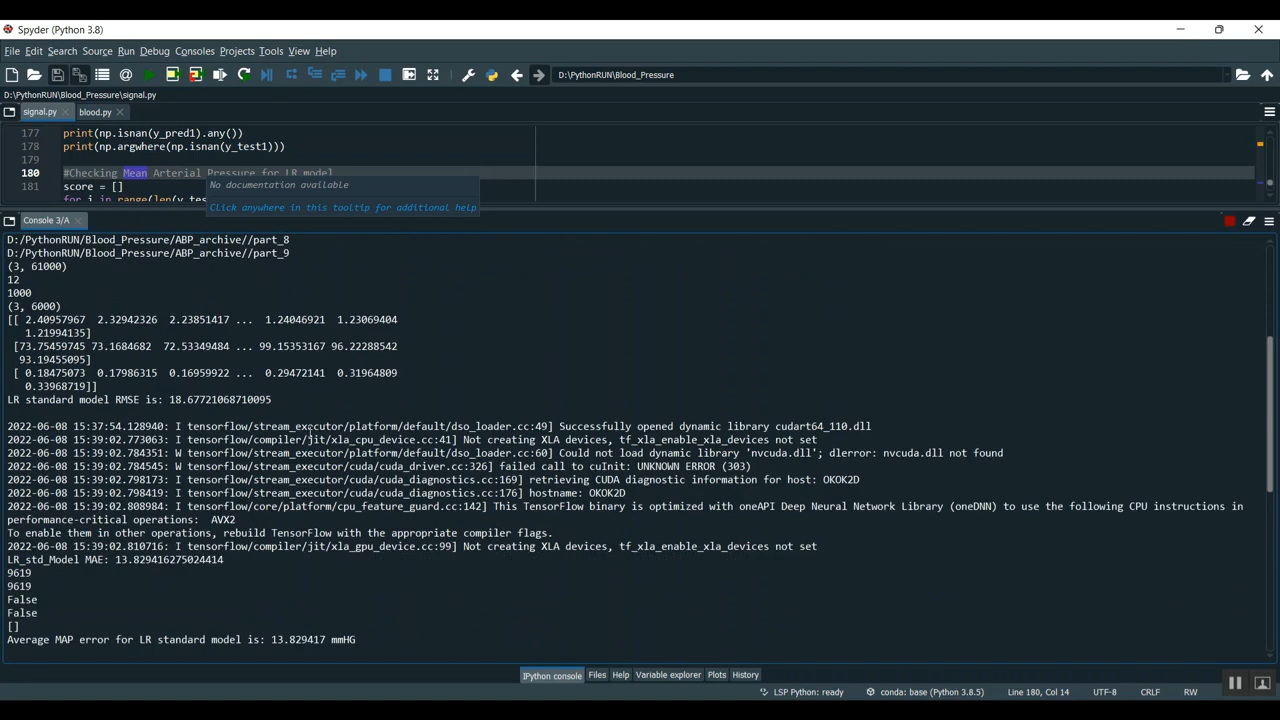 Spyder (Python 3.8)
File Edit Search Source Run Debug Consoles Projects Tools View Help
D:\PythonRUN\Blood_Pressure
D:\PythonRUN\Blood_Pressure\signal.py
signal.py blood.py
177 print(np.isnan(y_pred1).any())
178 print(np.argwhere(np.isnan(y_test1)))
179
180 #Checking Mean Arterial Pressure for LR model
181 score = []
for i in range(len(y_tes
No documentation available
Click anywhere in this tooltip for additional help
Console 3/A
D:/PythonRUN/Blood_Pressure/ABP_archive//part_8
D:/PythonRUN/Blood_Pressure/ABP_archive//part_9
(3, 61000)
12
1000
(3, 6000)
[[ 2.40957967 2.32942326 2.23851417 ... 1.24046921 1.23069404
1.21994135]
[73.75459745 73.1684682 72.53349484 ... 99.15353167 96.22288542
93.19455095]
[ 0.18475073 0.17986315 0.16959922 ... 0.29472141 0.31964809
0.33968719]]
LR standard model RMSE is: 18.67721068710095
2022-06-08 15:37:54.128940: I tensorflow/stream_executor/platform/default/dso_loader.cc:49] Successfully opened dynamic library cudart64_110.dll
2022-06-08 15:39:02.773063: I tensorflow/compiler/jit/xla_cpu_device.cc:41] Not creating XLA devices, tf_xla_enable_xla_devices not set
2022-06-08 15:39:02.784351: W tensorflow/stream_executor/platform/default/dso_loader.cc:60] Could not load dynamic library 'nvcuda.dll'; dlerror: nvcuda.dll not found
2022-06-08 15:39:02.784545: W tensorflow/stream_executor/cuda/cuda_driver.cc:326] failed call to cuInit: UNKNOWN ERROR (303)
2022-06-08 15:39:02.798173: I tensorflow/stream_executor/cuda/cuda_diagnostics.cc:169] retrieving CUDA diagnostic information for host: OKOK2D
2022-06-08 15:39:02.798419: I tensorflow/stream_executor/cuda/cuda_diagnostics.cc:176] hostname: OKOK2D
2022-06-08 15:39:02.808984: I tensorflow/core/platform/cpu_feature_guard.cc:142] This TensorFlow binary is optimized with oneAPI Deep Neural Network Library (oneDNN) to use the following CPU instructions in
performance-critical operations: AVX2
To enable them in other operations, rebuild TensorFlow with the appropriate compiler flags.
2022-06-08 15:39:02.810716: I tensorflow/compiler/jit/xla_gpu_device.cc:99] Not creating XLA devices, tf_xla_enable_xla_devices not set
LR_std_Model MAE: 13.829416275024414
9619
9619
False
False
[]
Average MAP error for LR standard model is: 13.829417 mmHG
IPython console Files Help Variable explorer Plots History
LSP Python: ready conda: base (Python 3.8.5) Line 180, Col 14 UTF-8 CRLF RW